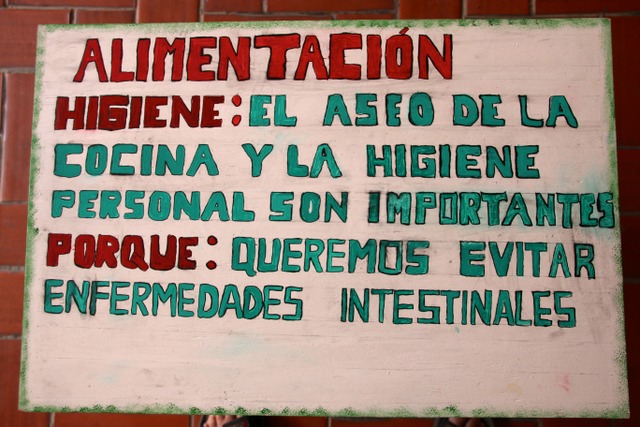 ALIMENTACIÓN
HIGIENE: EL ASEO DE LA
COCINA Y LA HIGIENE
PERSONAL SON IMPORTANTES
PORQUE: QUEREMOS EVITAR
ENFERMEDADES INTESTINALES